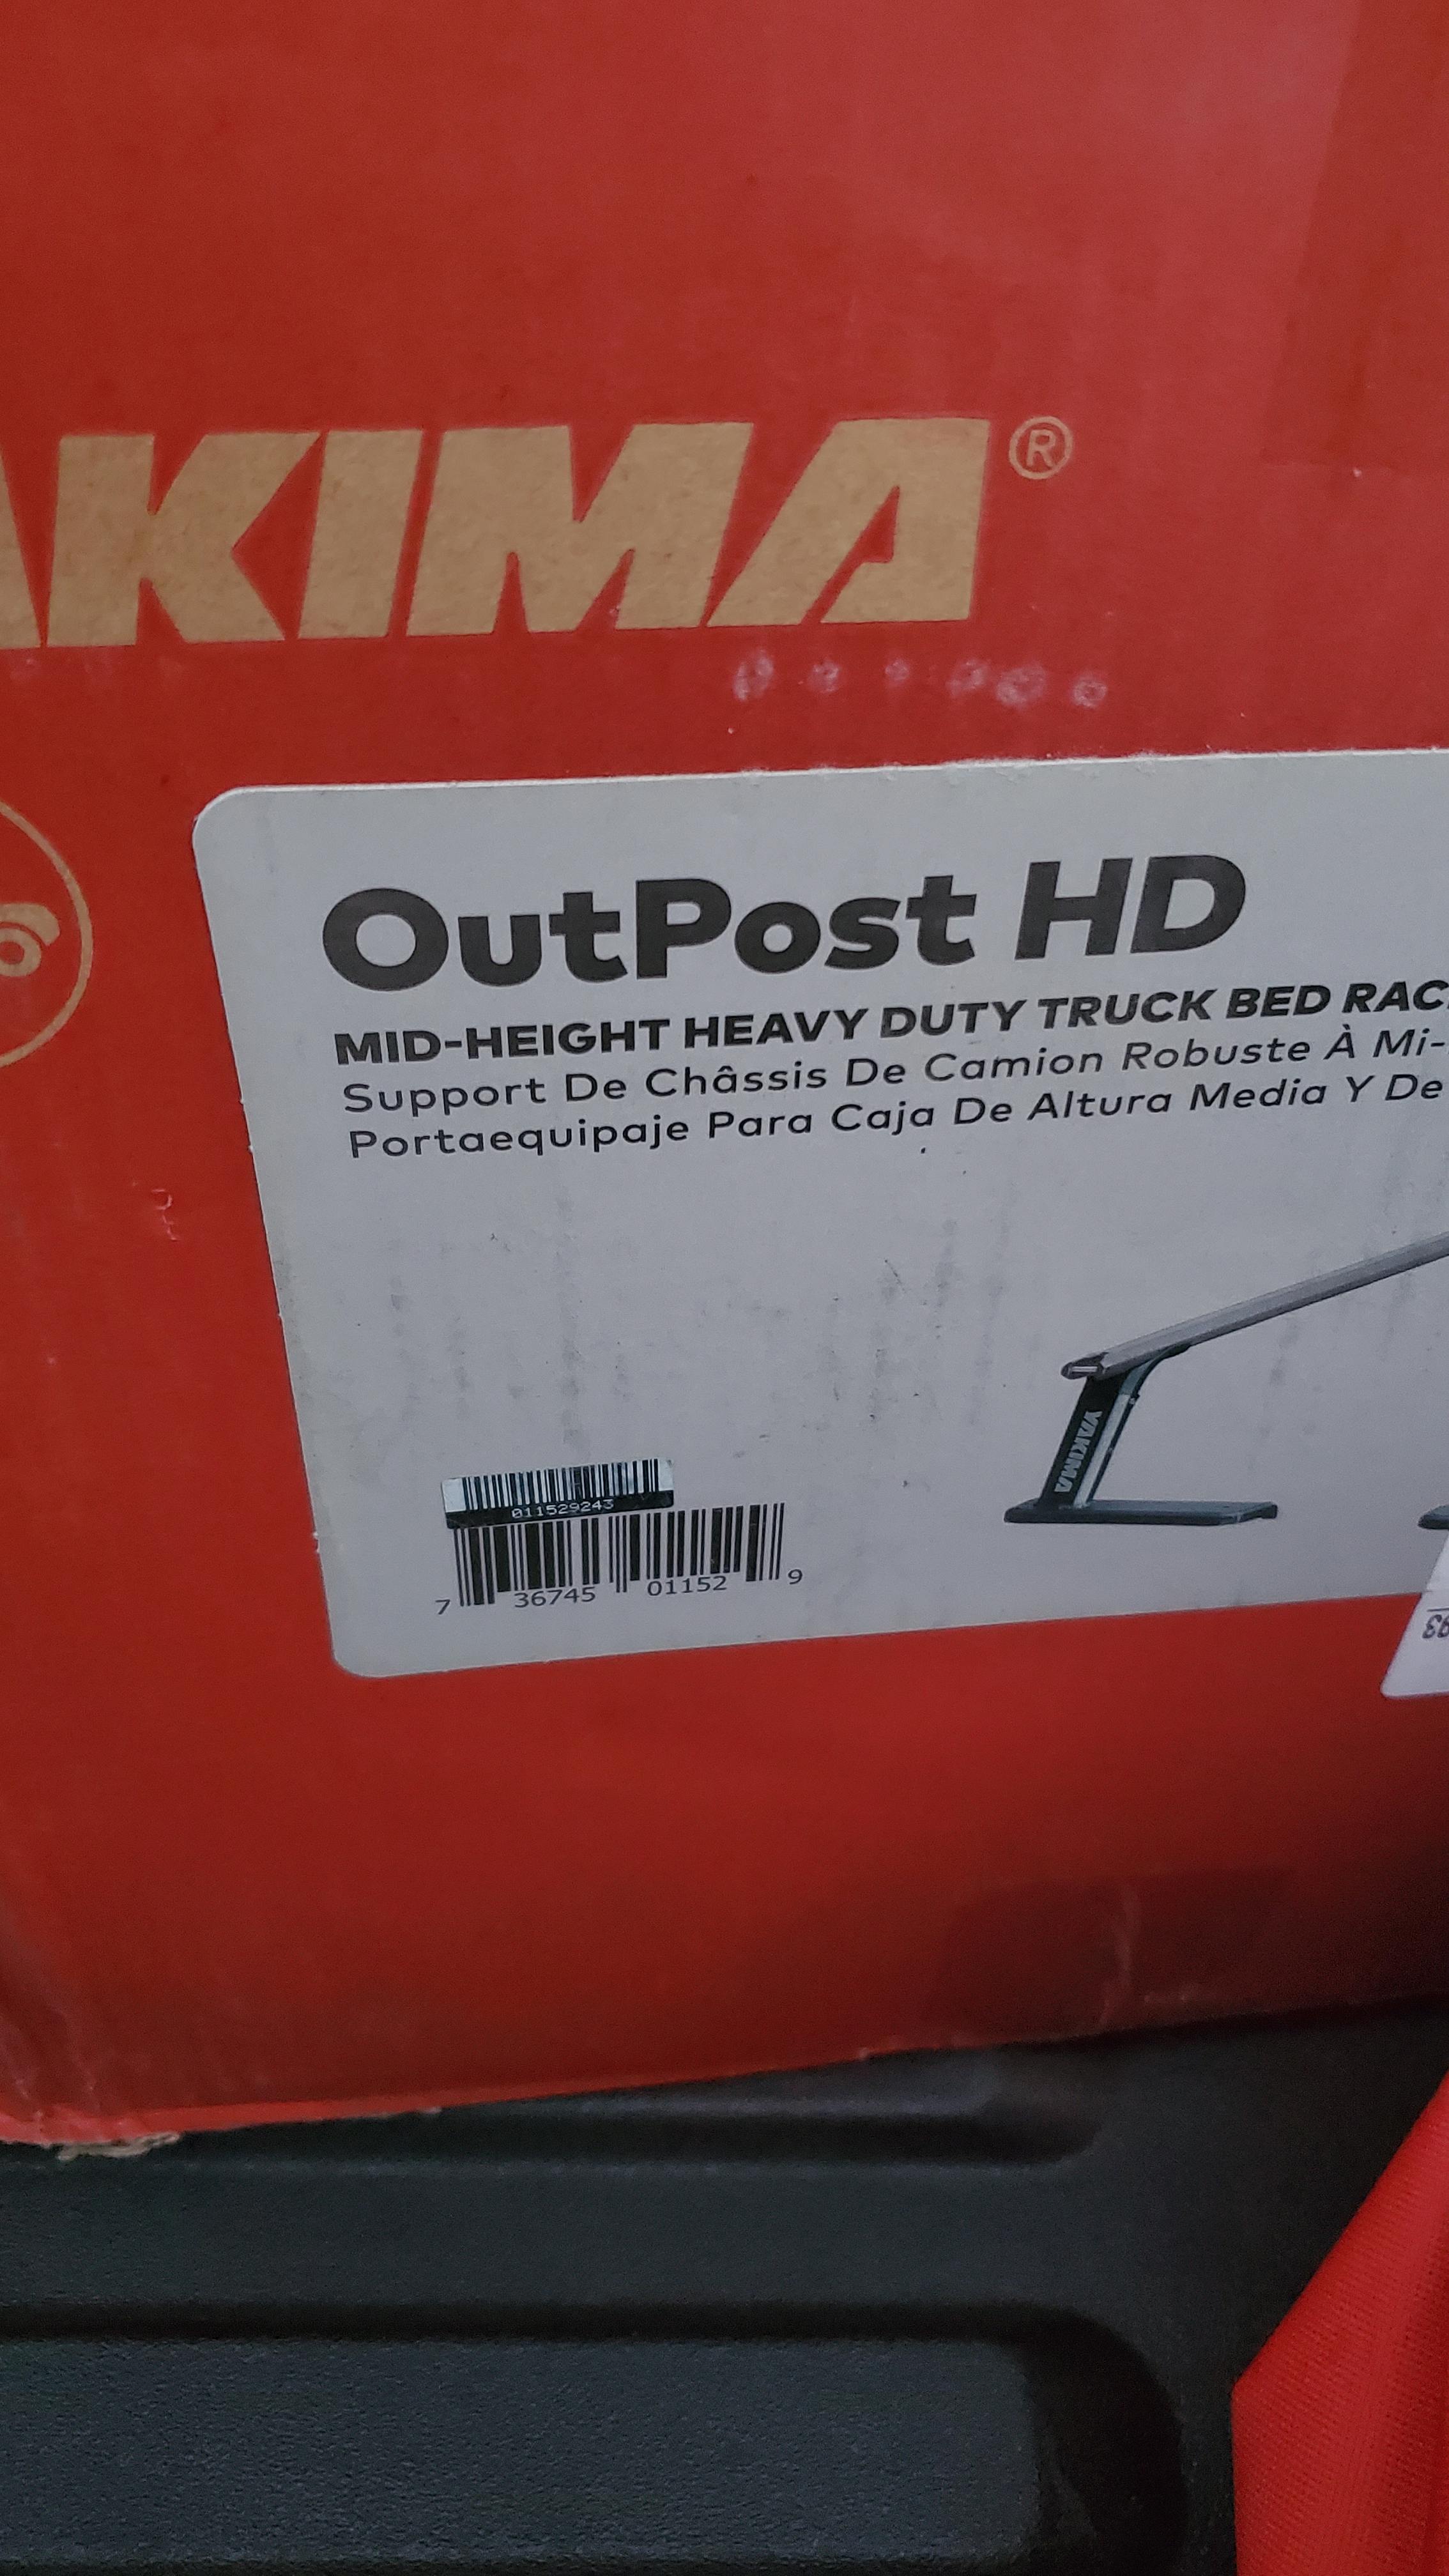 AKIMA®
OutPost HD
MID-HEIGHT HEAVY DUTY TRUCK BED RAC
Support De Châssis De Camion Robuste À Mi-
Portaequipaje Para Caja De Altura Media Y De
YAKIMA
011529243
7 36745 01152 9
93